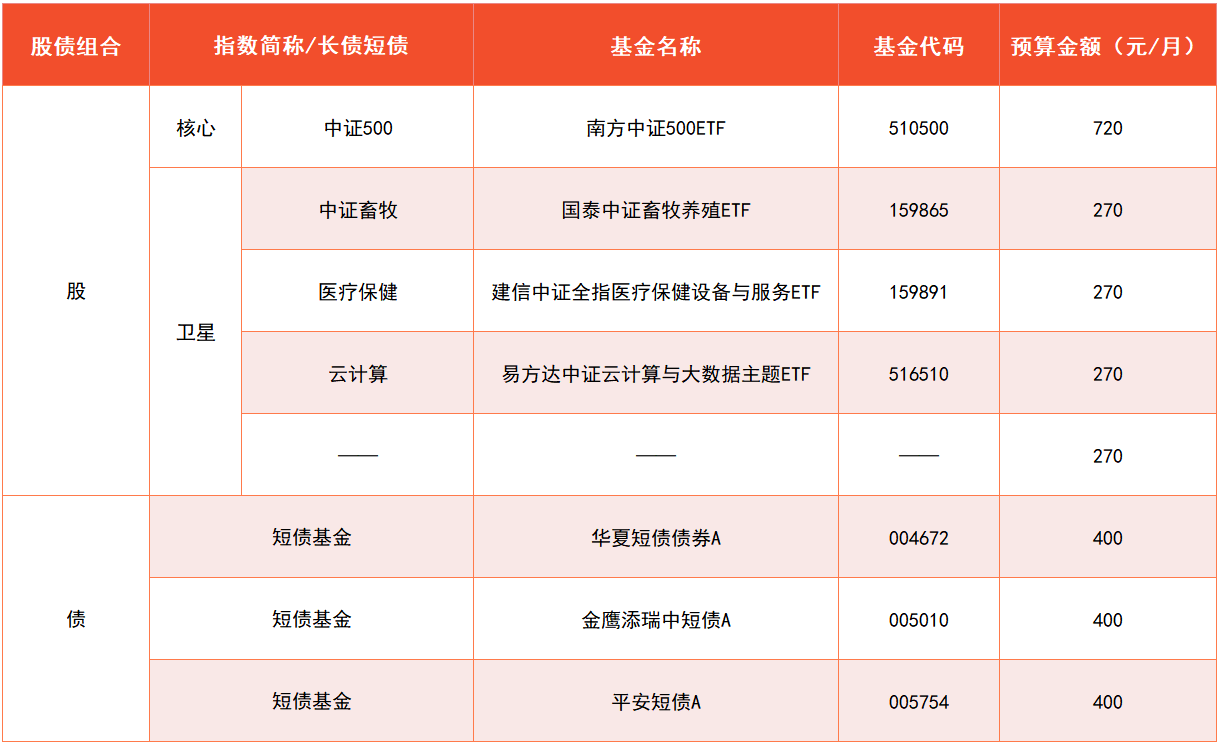 股债组合 指数简称/长债短债 基金名称 基金代码 预算金额（元/月）
股 核心 中证500 南方中证500ETF 510500 720
卫星 中证畜牧 国泰中证畜牧养殖ETF 159865 270
医疗保健 建信中证全指医疗保健设备与服务ETF 159891 270
云计算 易方达中证云计算与大数据主题ETF 516510 270
—— —— —— 270
债 短债基金 华夏短债债券A 004672 400
短债基金 金鹰添瑞中短债A 005010 400
短债基金 平安短债A 005754 400